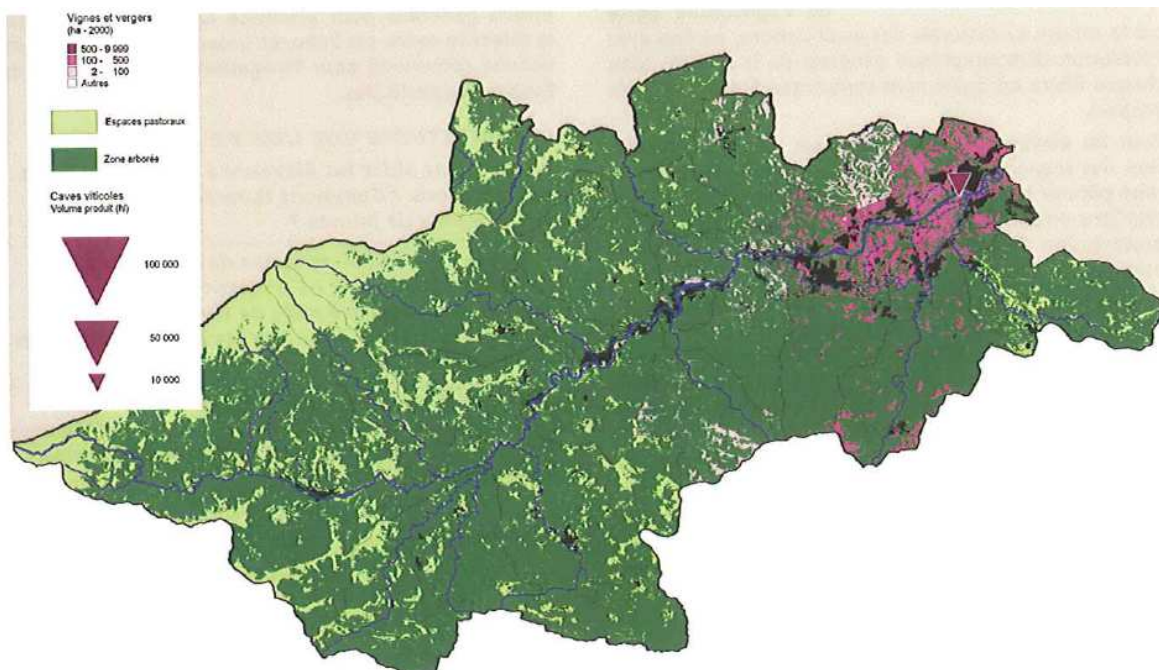 Vignes et vergers
(ha - 2000)
500 - 9 999
100 - 500
2 - 100
Autres
Espaces pastoraux
Zone arborée
Caves viticoles
Volume produit (hl)
100 000
50 000
10 000